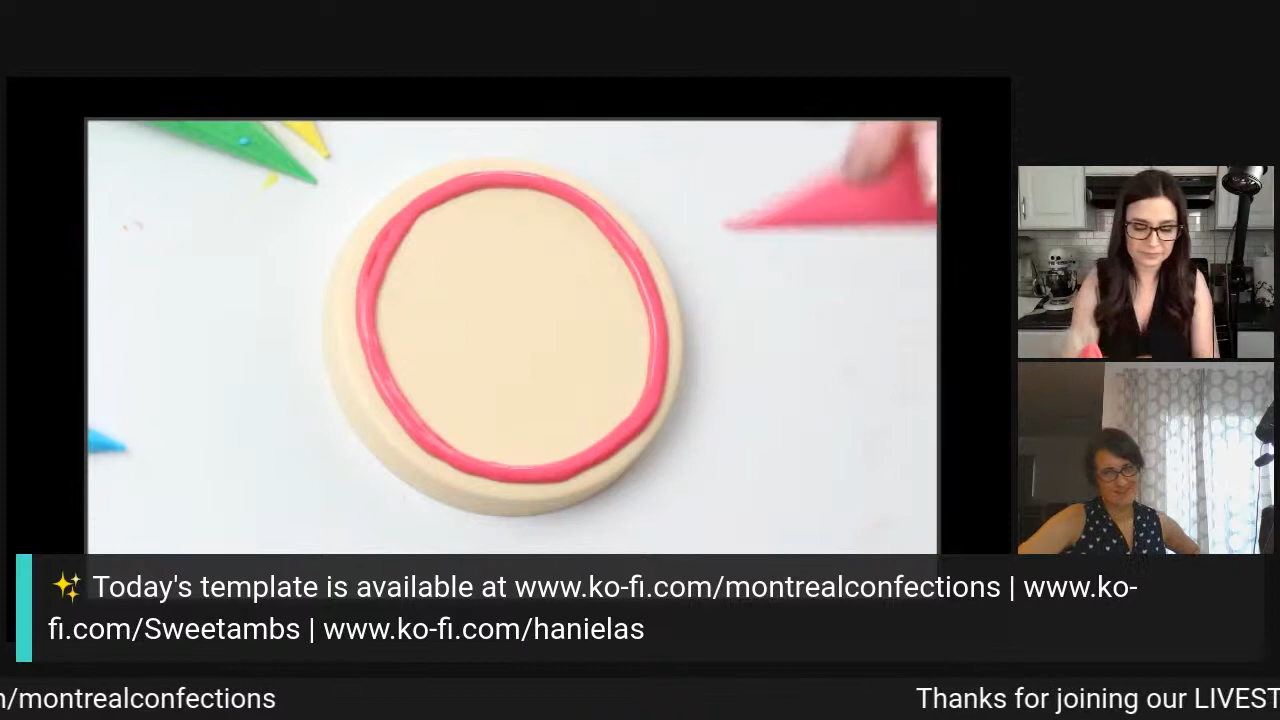 ✨ Today's template is available at www.ko-fi.com/montrealconfections | www.ko-
fi.com/Sweetambs | www.ko-fi.com/hanielas
/montrealconfections
Thanks for joining our